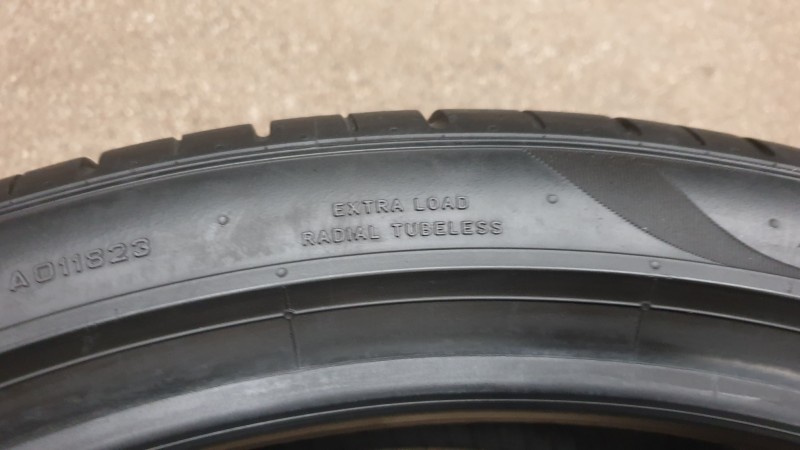 EXTRA LOAD
RADIAL TUBELESS
A011823